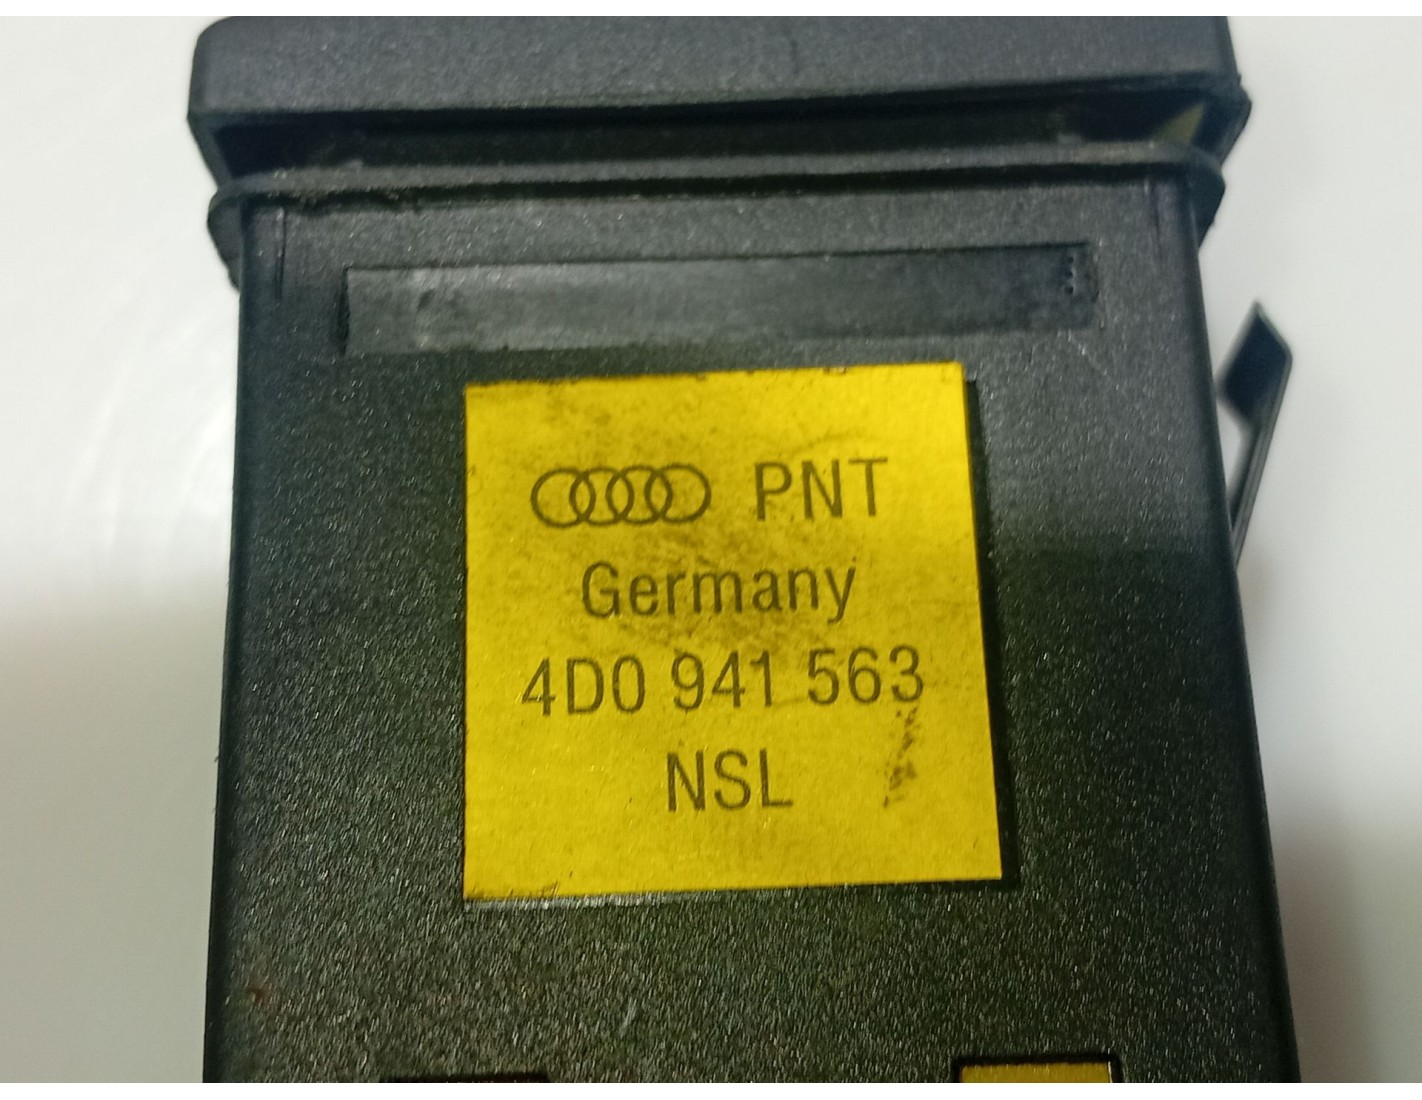 PNT
Germany
4D0 941 563
NSL